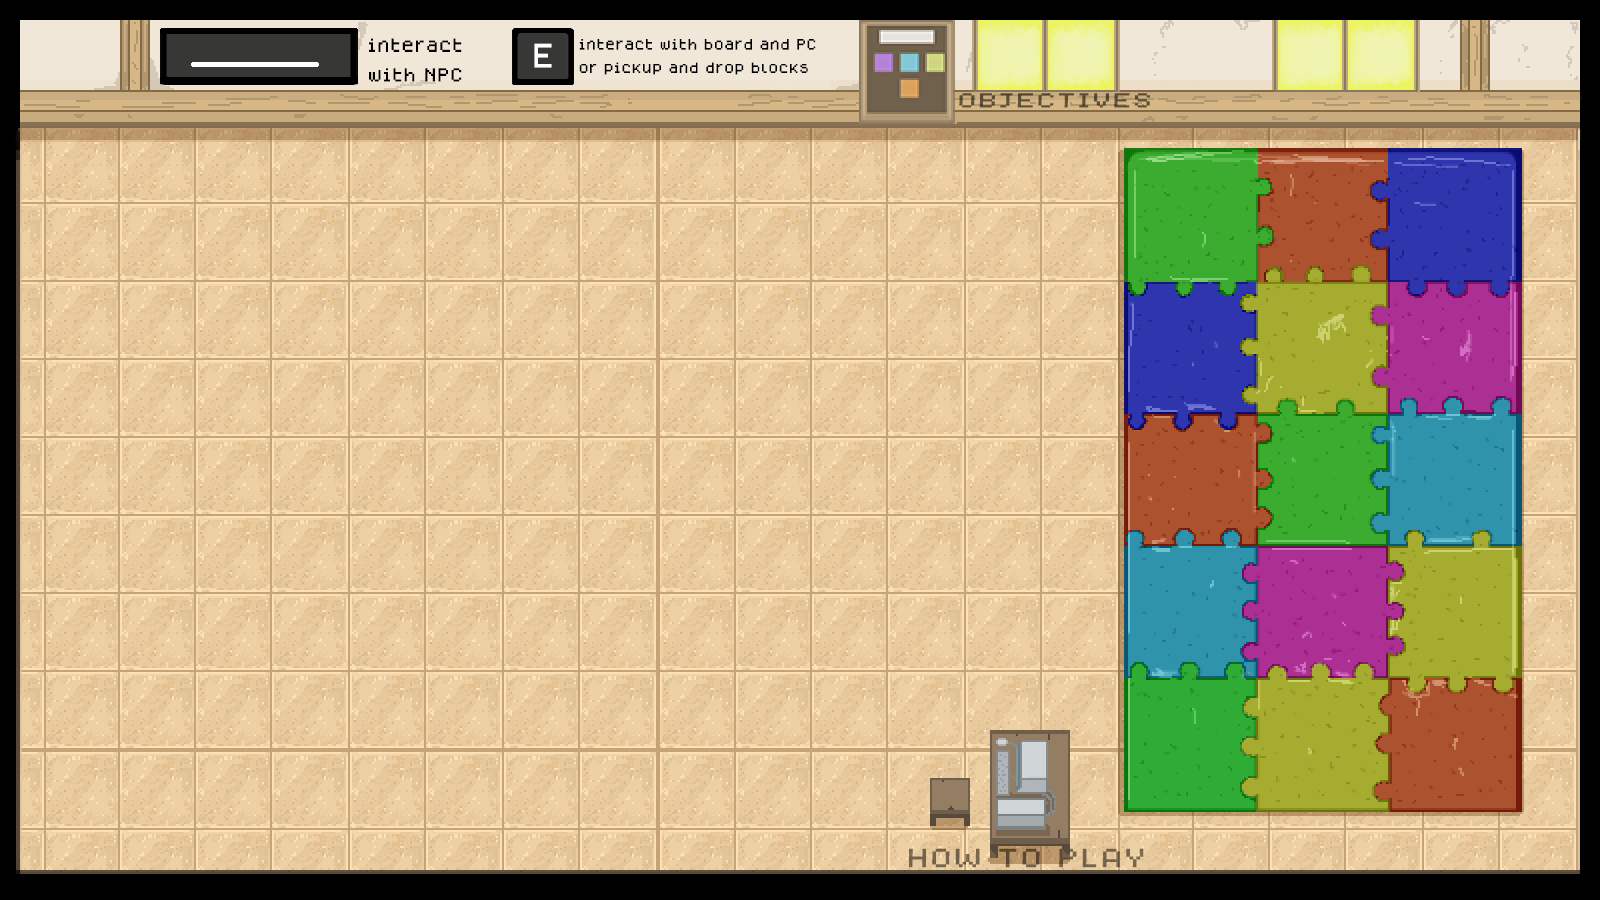 interact
with NPC
E
interact with board and PC
or pickup and drop blocks
OBJECTIVES
HOW TO PLAY